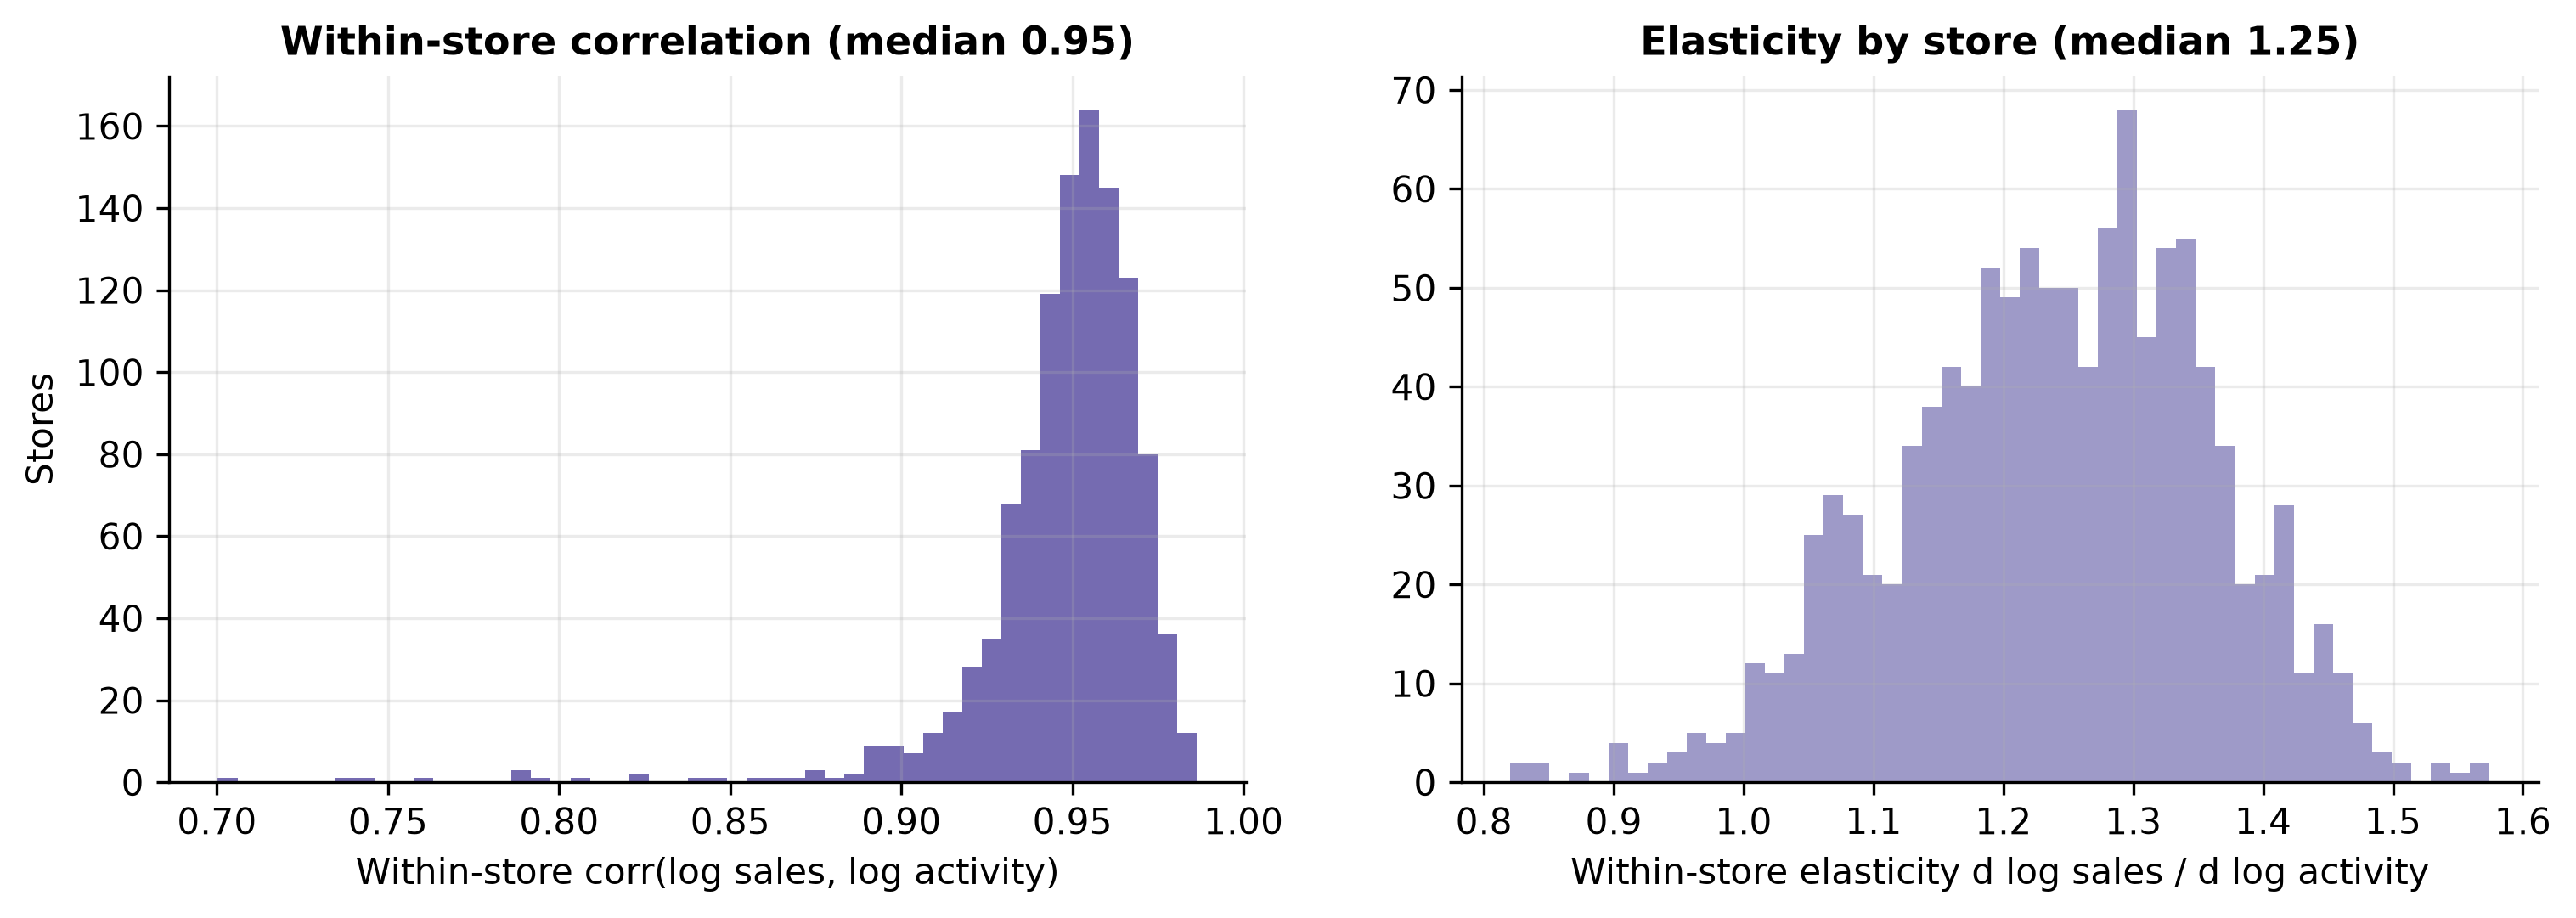 Within-store correlation (median 0.95)
Stores
160
140
120
100
80
60
40
20
0
0.70 0.75 0.80 0.85 0.90 0.95 1.00
Within-store corr(log sales, log activity)
Elasticity by store (median 1.25)
70
60
50
40
30
20
10
0
0.8 0.9 1.0 1.1 1.2 1.3 1.4 1.5 1.6
Within-store elasticity d log sales / d log activity